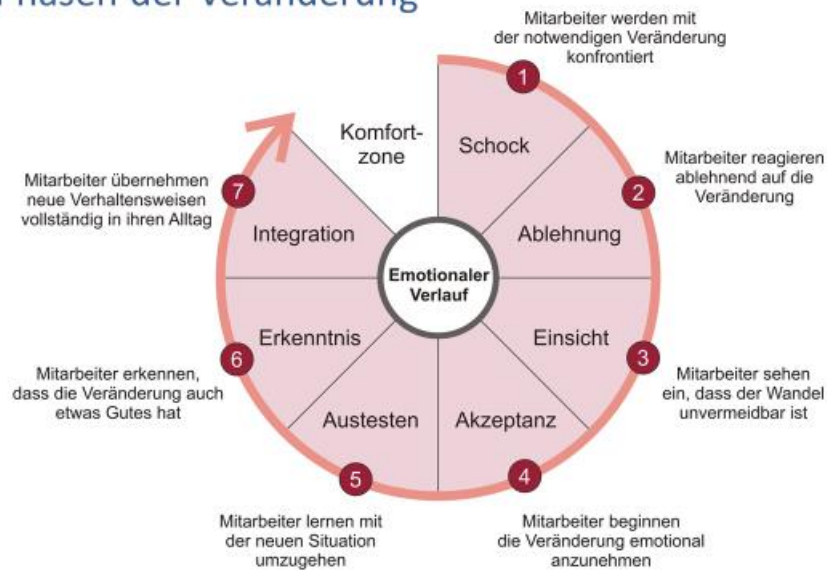 Phasen der Veränderung
Mitarbeiter werden mit
der notwendigen Veränderung
konfrontiert
1
Schock
Mitarbeiter reagieren
ablehnend auf die
Veränderung
2
Ablehnung
Mitarbeiter sehen
ein, dass der Wandel
unvermeidbar ist
3
Einsicht
Mitarbeiter beginnen
die Veränderung emotional
anzunehmen
4
Akzeptanz
Mitarbeiter lernen mit
der neuen Situation
umzugehen
5
Austesten
Mitarbeiter erkennen,
dass die Veränderung auch
etwas Gutes hat
6
Erkenntnis
Mitarbeiter übernehmen
neue Verhaltensweisen
vollständig in ihren Alltag
7
Integration
Komfort-
zone
Emotionaler
Verlauf